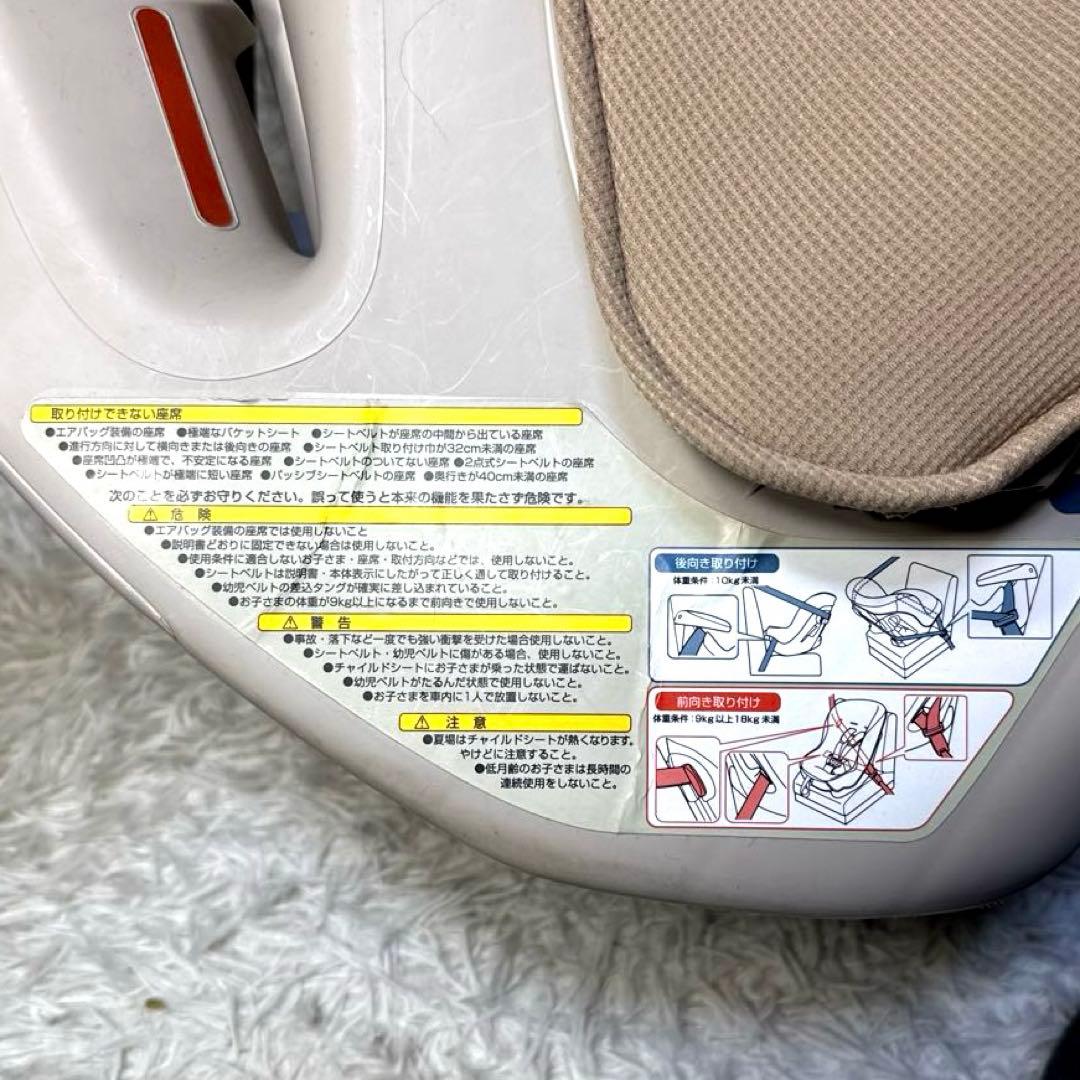 取り付けできない座席
●エアバッグ装備の座席 ●極端なバケットシート ●シートベルトが座席の中間から出ている座席
●進行方向に対して横向きまたは後向きの座席 ●シートベルト取り付け巾が32cm未満の座席
●座席凹凸が極端で、不安定になる座席 ●シートベルトのついてない座席 ●2点式シートベルトの座席
●シートベルトが極端に短い座席 ●パッシブシートベルトの座席 ●奥行きが40cm未満の座席
次のことを必ずお守りください。誤って使うと本来の機能を果たさず危険です。
⚠ 危 険
●エアバッグ装備の座席では使用しないこと
●説明書どおりに固定できない場合は使用しないこと。
●使用条件に適合しないお子さま・座席・取付方向などでは、使用しないこと。
●シートベルトは説明書・本体表示にしたがって正しく通して取り付けること。
●幼児ベルトの差込タングが確実に差し込まれていること。
●お子さまの体重が9kg以上になるまで前向きで使用しないこと。
⚠ 警 告
●事故・落下など一度でも強い衝撃を受けた場合使用しないこと。
●シートベルト・幼児ベルトに傷がある場合、使用しないこと。
●チャイルドシートにお子さまが乗った状態で運ばないこと。
●幼児ベルトがたるんだ状態で使用しないこと。
●お子さまを車内に1人で放置しないこと。
⚠ 注 意
●夏場はチャイルドシートが熱くなります。
やけどに注意すること。
●低月齢のお子さまは長時間の
連続使用をしないこと。
後向き取り付け
体重条件:10kg未満
前向き取り付け
体重条件:9kg以上18kg未満